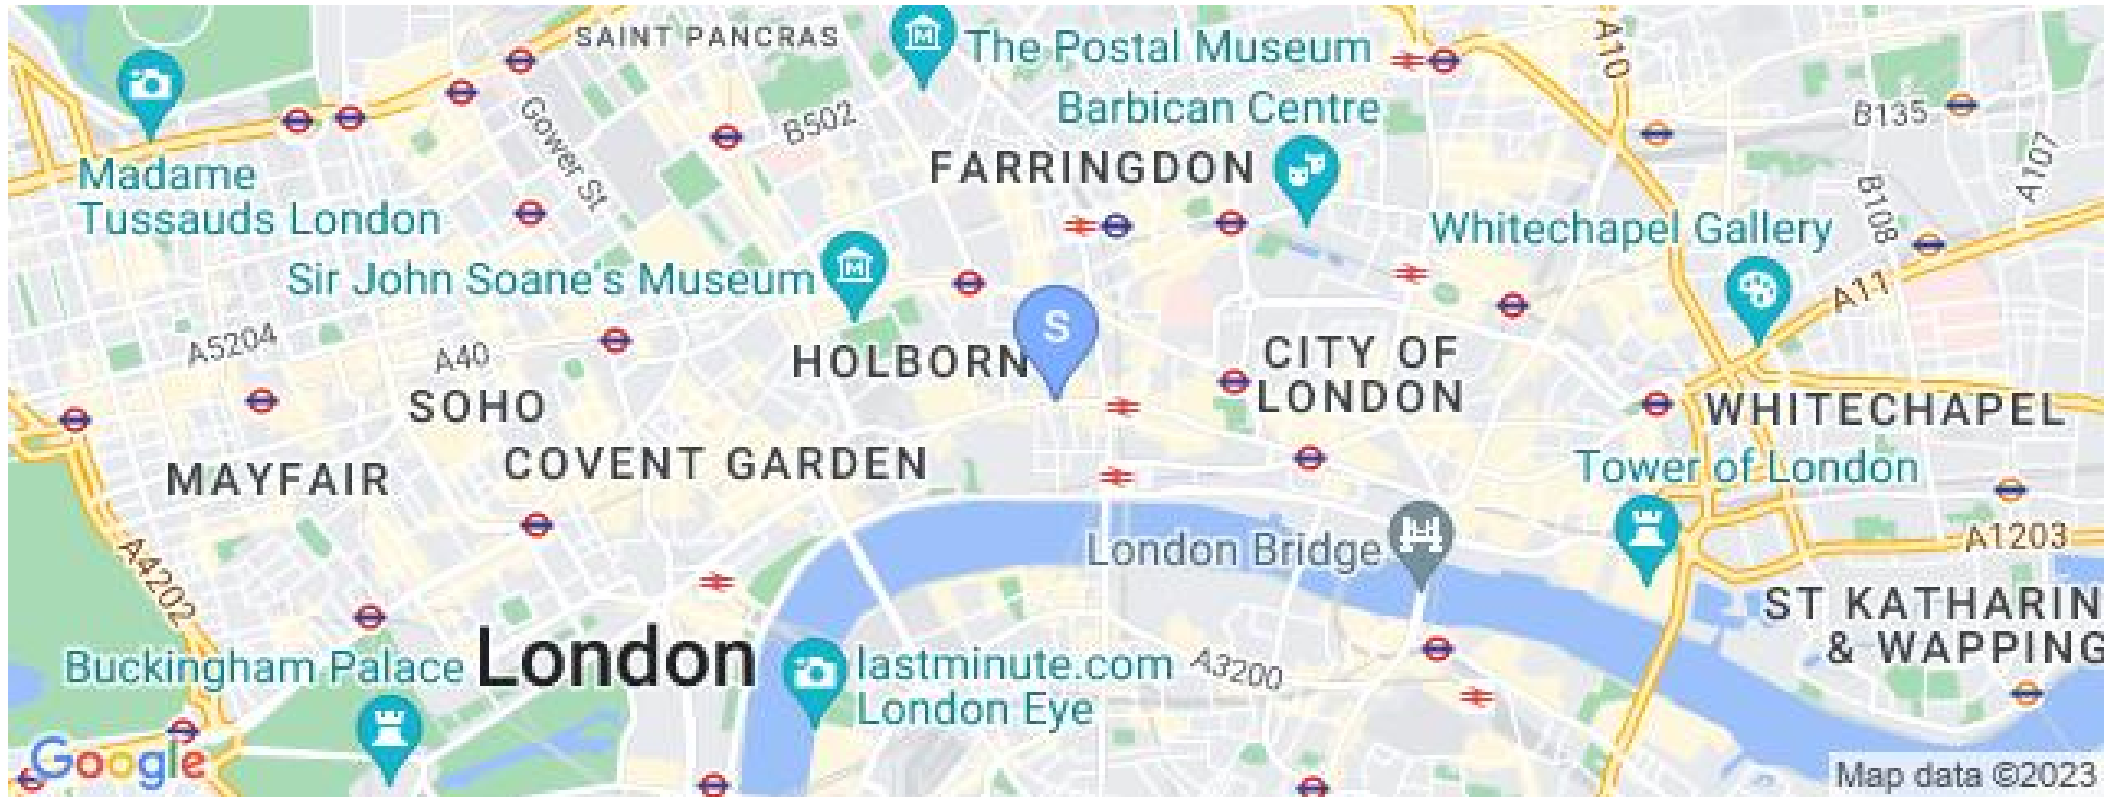 SAINT PANCRAS
The Postal Museum
A10
Barbican Centre
B502
B135
Gower St
Madame
Tussauds London
FARRINGDON
A107
B108
Whitechapel Gallery
Sir John Soane's Museum
A11
A5204
A40
S
HOLBORN
CITY OF
LONDON
SOHO
WHITECHAPEL
MAYFAIR
COVENT GARDEN
Tower of London
A4202
London Bridge
A1203
ST KATHARIN
& WAPPING
Buckingham Palace
London
lastminute.com
London Eye
A3200
Google
Map data ©2023